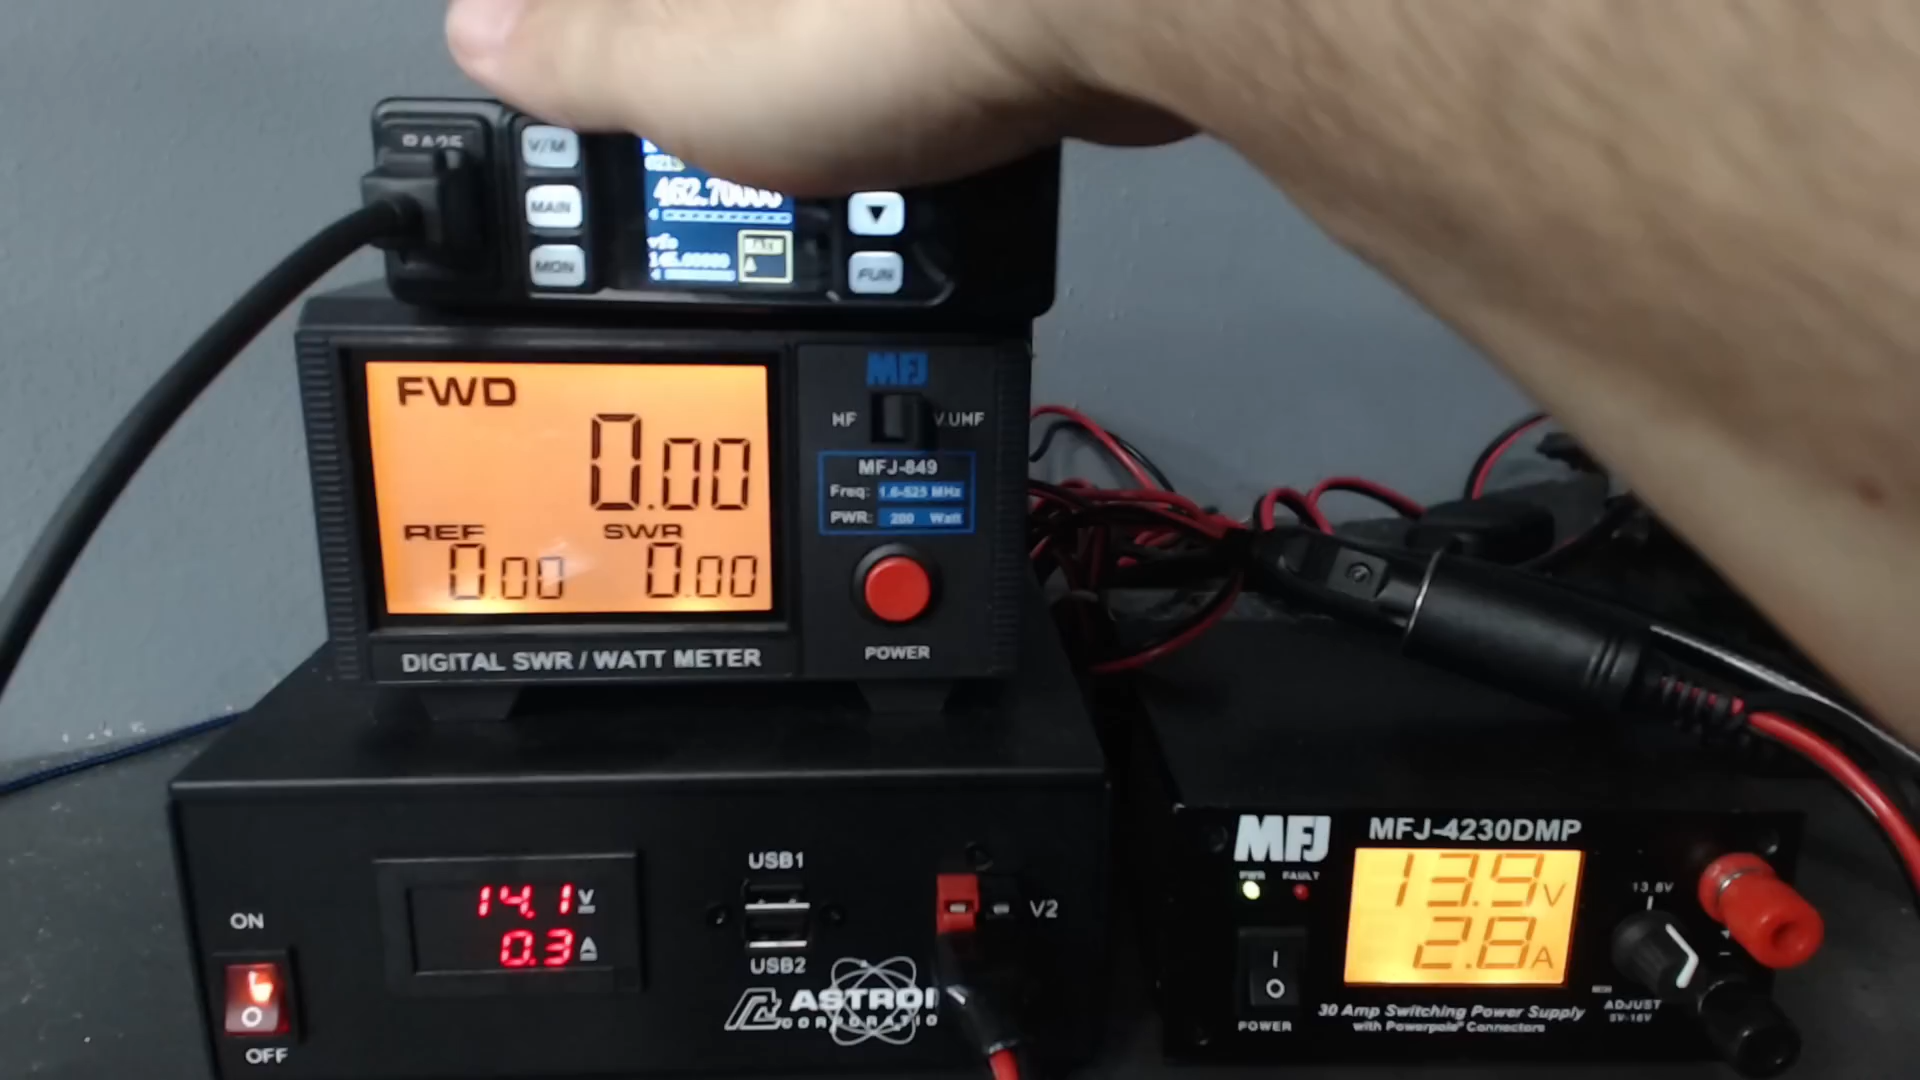 RA25
V/M
MAIN
MON
462.70000
vfo
▼
FUN
FWD
0.00
REF
0.00
SWR
0.00
DIGITAL SWR / WATT METER
MFJ
HF
V.UHF
MFJ-849
Freq: 1.6-525 MHz
PWR: 200 Watt
POWER
ON
OFF
14.1 V
0.3 A
USB1
USB2
V2
ASTRON
CORPORATIO
MFJ
MFJ-4230DMP
PWR FAULT
13.9 V
2.8 A
13.8V
+
-
ADJUST
POWER
30 Amp Switching Power Supply
with Powerpole® Connectors